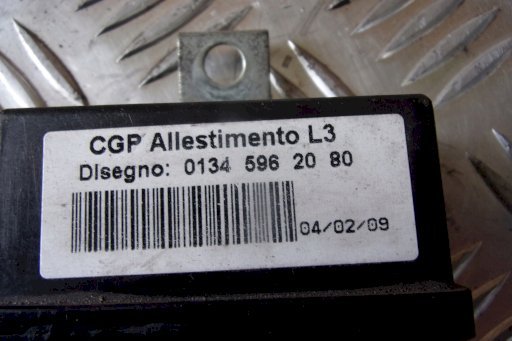 CGP Allestimento L3
Disegno: 0134 596 20 80
04/02/09